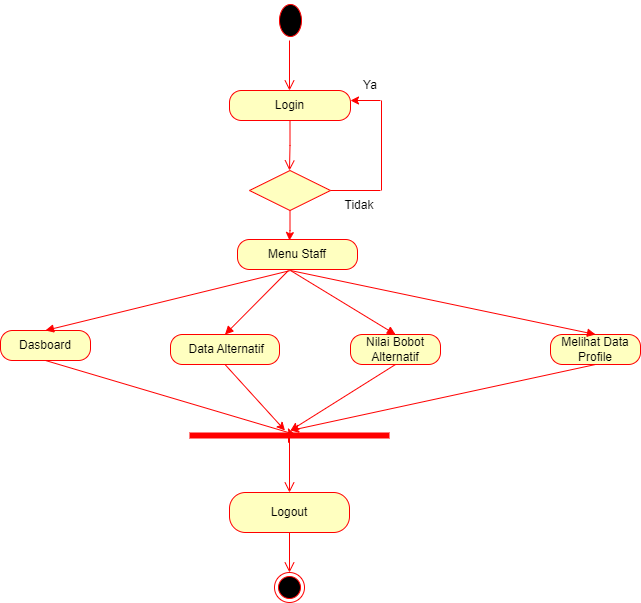 Ya
Login
Tidak
Menu Staff
Dasboard
Data Alternatif
Nilai Bobot
Alternatif
Melihat Data
Profile
Logout